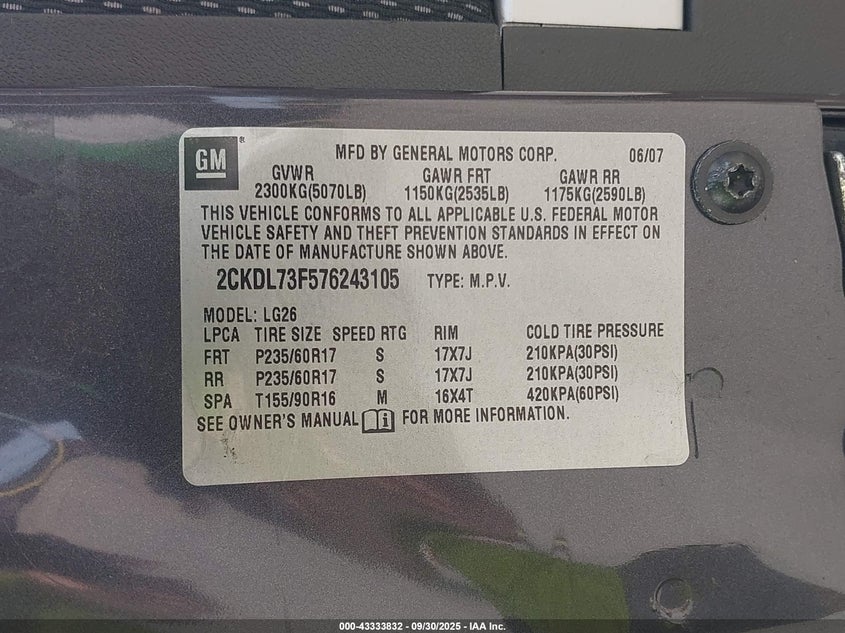 GM ®
MFD BY GENERAL MOTORS CORP. 06/07
GVWR GAWR FRT GAWR RR
2300KG(5070LB) 1150KG(2535LB) 1175KG(2590LB)
THIS VEHICLE CONFORMS TO ALL APPLICABLE U.S. FEDERAL MOTOR
VEHICLE SAFETY AND THEFT PREVENTION STANDARDS IN EFFECT ON
THE DATE OF MANUFACTURE SHOWN ABOVE.
2CKDL73F576243105 TYPE: M.P.V.
MODEL: LG26
LPCA TIRE SIZE SPEED RTG RIM COLD TIRE PRESSURE
FRT P235/60R17 S 17X7J 210KPA(30PSI)
RR P235/60R17 S 17X7J 210KPA(30PSI)
SPA T155/90R16 M 16X4T 420KPA(60PSI)
SEE OWNER'S MANUAL i FOR MORE INFORMATION.
000-43333832 - 09/30/2025 - IAA Inc.